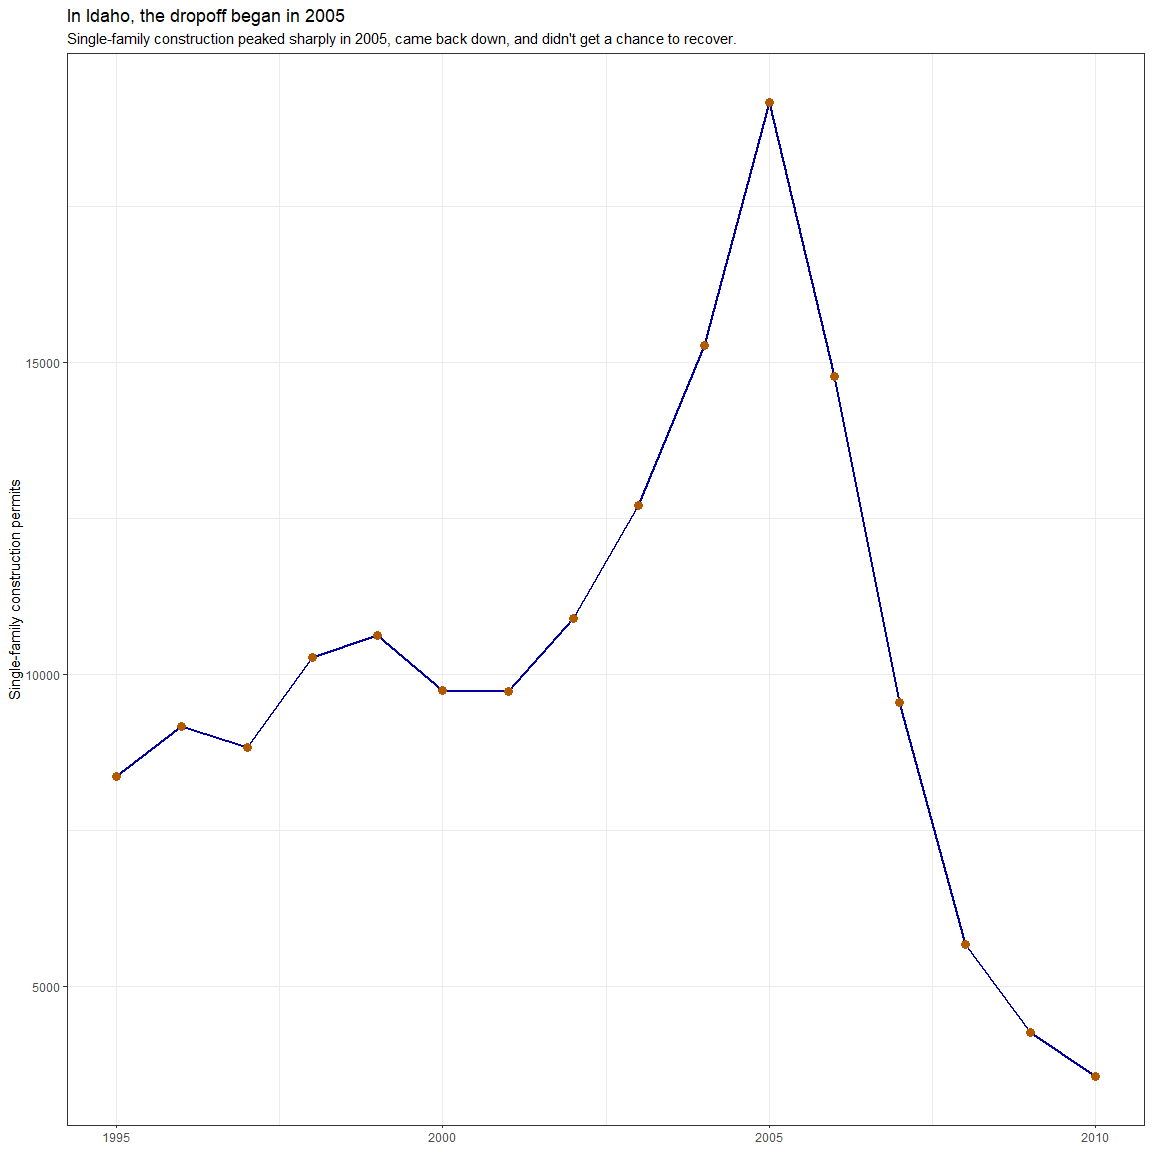 In Idaho, the dropoff began in 2005
Single-family construction peaked sharply in 2005, came back down, and didn't get a chance to recover.
Single-family construction permits
15000
10000
5000
1995
2000
2005
2010